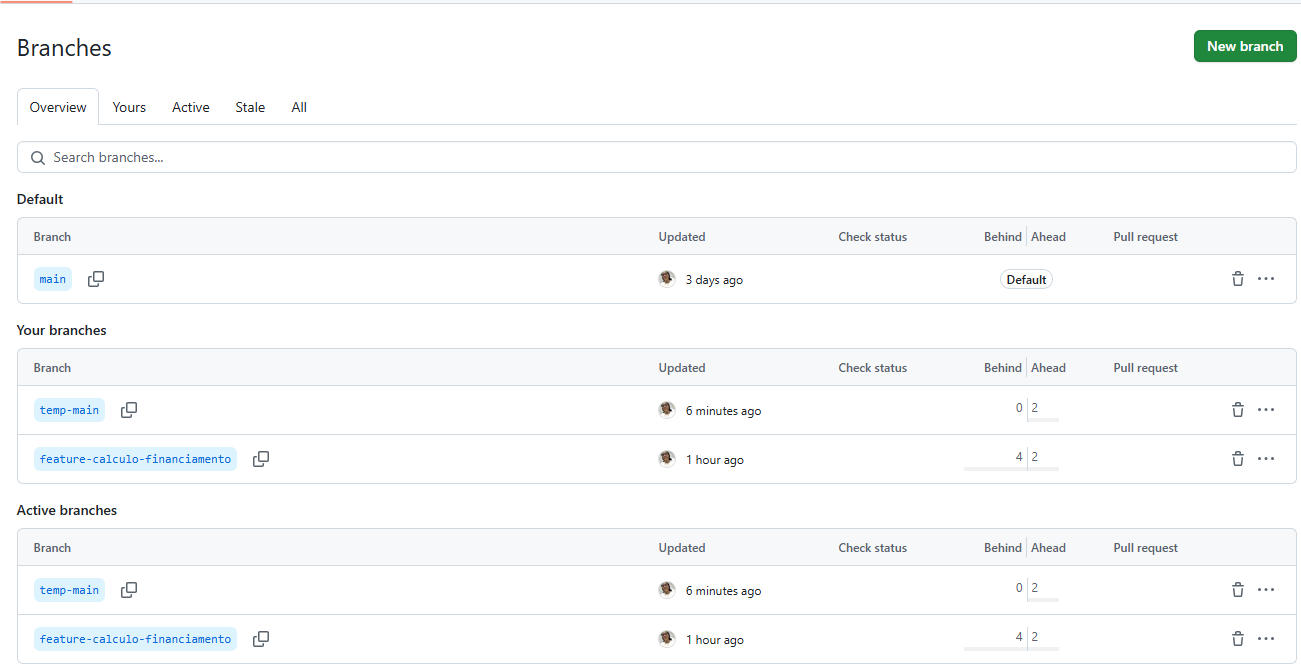 Branches
New branch
Overview Yours Active Stale All
Search branches...
Default
Branch Updated Check status Behind Ahead Pull request
main 3 days ago Default
Your branches
Branch Updated Check status Behind Ahead Pull request
temp-main 6 minutes ago 0 2
feature-calculo-financiamento 1 hour ago 4 2
Active branches
Branch Updated Check status Behind Ahead Pull request
temp-main 6 minutes ago 0 2
feature-calculo-financiamento 1 hour ago 4 2